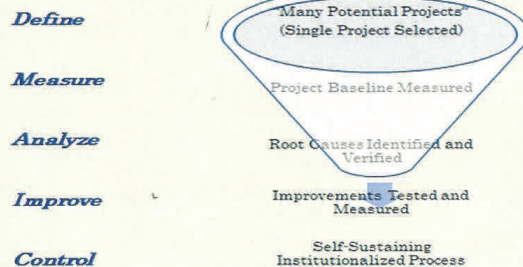 Define
"Many Potential Projects"
(Single Project Selected)
Measure
Project Baseline Measured
Analyze
Root Causes Identified and
Verified
Improve
Improvements Tested and
Measured
Control
Self-Sustaining
Institutionalized Process